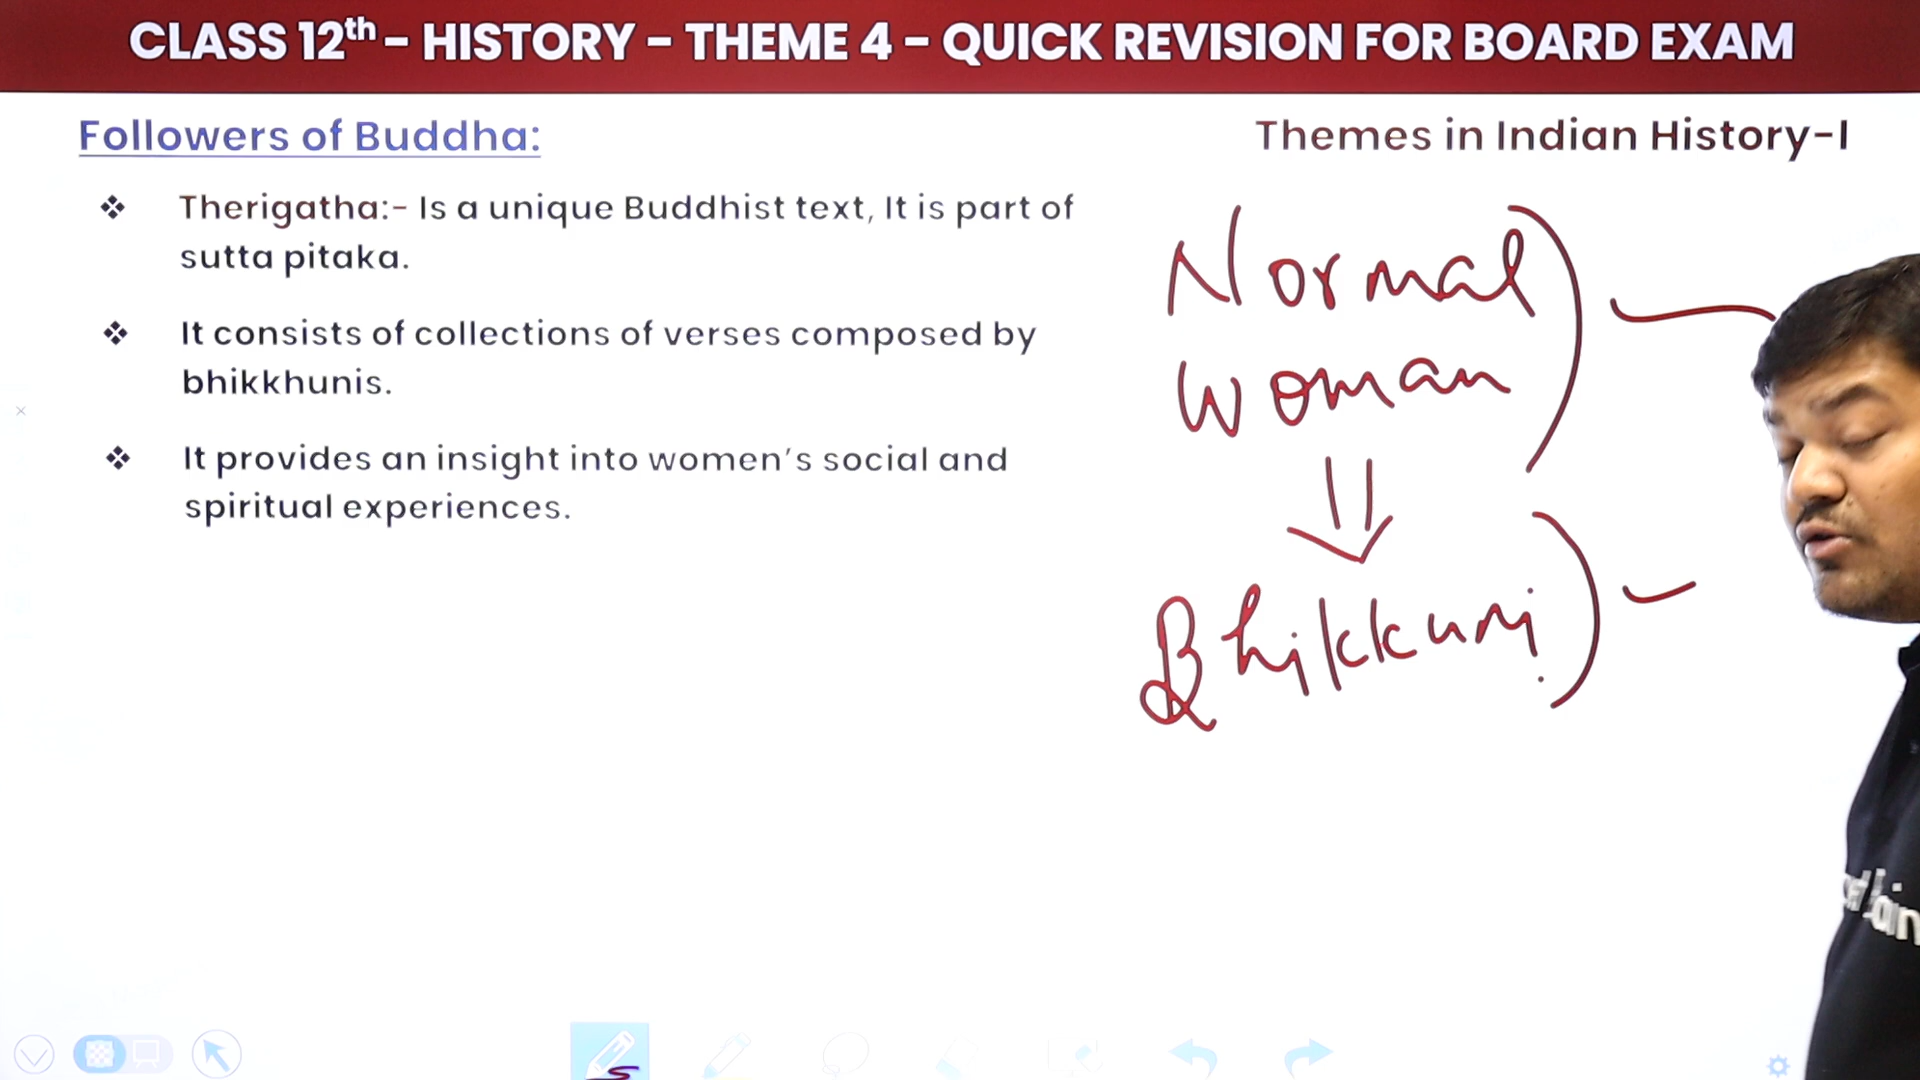 CLASS 12th - HISTORY - THEME 4 - QUICK REVISION FOR BOARD EXAM
Followers of Buddha:
Themes in Indian History-I
❖ Therigatha:- Is a unique Buddhist text, It is part of
sutta pitaka.
❖ It consists of collections of verses composed by
bhikkhunis.
❖ It provides an insight into women's social and
spiritual experiences.
Normal
Woman
Bhikkuni